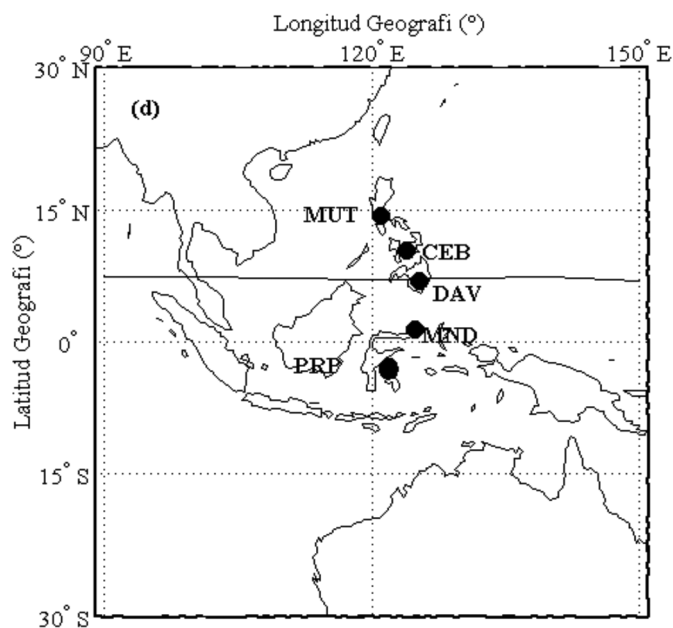 Longitud Geografi (°)
90° E 120° E 150° E
30° N
(d)
MUT 15° N
CEB
DAV
Latitud Geografi (°)
0° MND
PRP
15° S
30° S